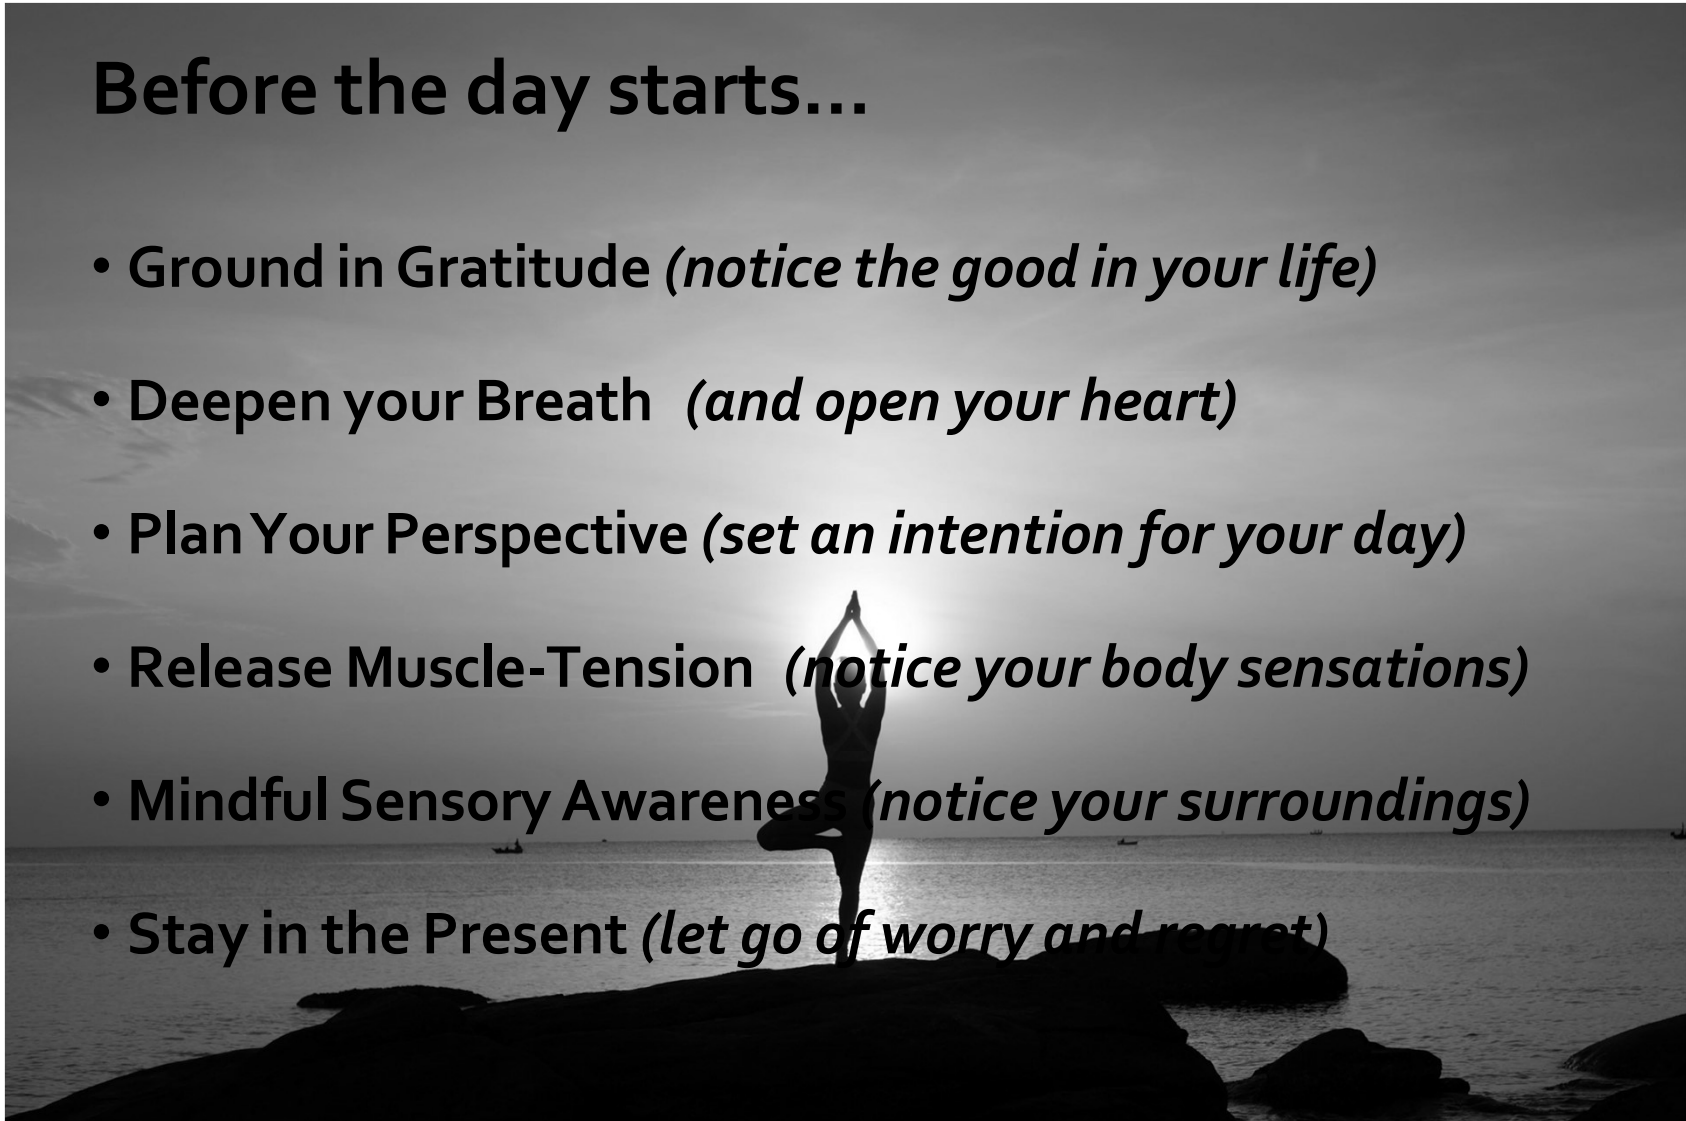 Before the day starts…
• Ground in Gratitude (notice the good in your life)
• Deepen your Breath (and open your heart)
• Plan Your Perspective (set an intention for your day)
• Release Muscle-Tension (notice your body sensations)
• Mindful Sensory Awareness (notice your surroundings)
• Stay in the Present (let go of worry and regret)